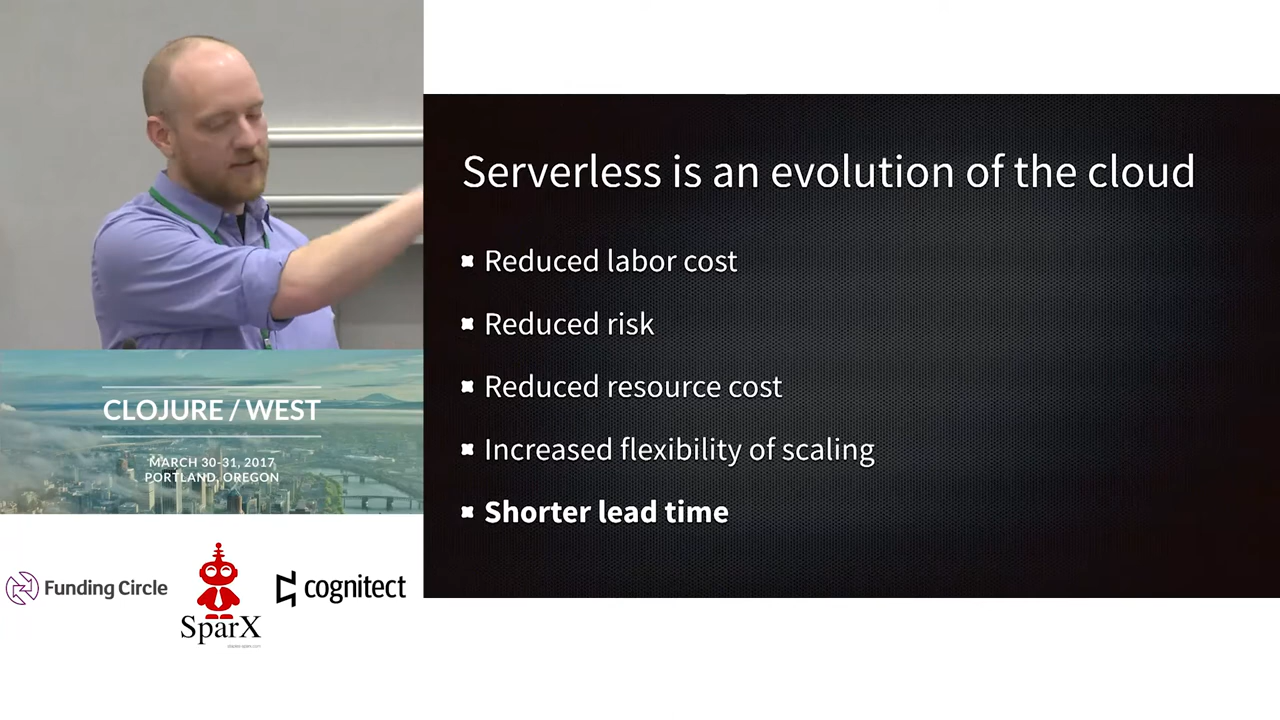 Serverless is an evolution of the cloud
Reduced labor cost
Reduced risk
Reduced resource cost
Increased flexibility of scaling
Shorter lead time
CLOJURE / WEST
MARCH 30-31, 2017
PORTLAND, OREGON
Funding Circle
SparX
cognitect